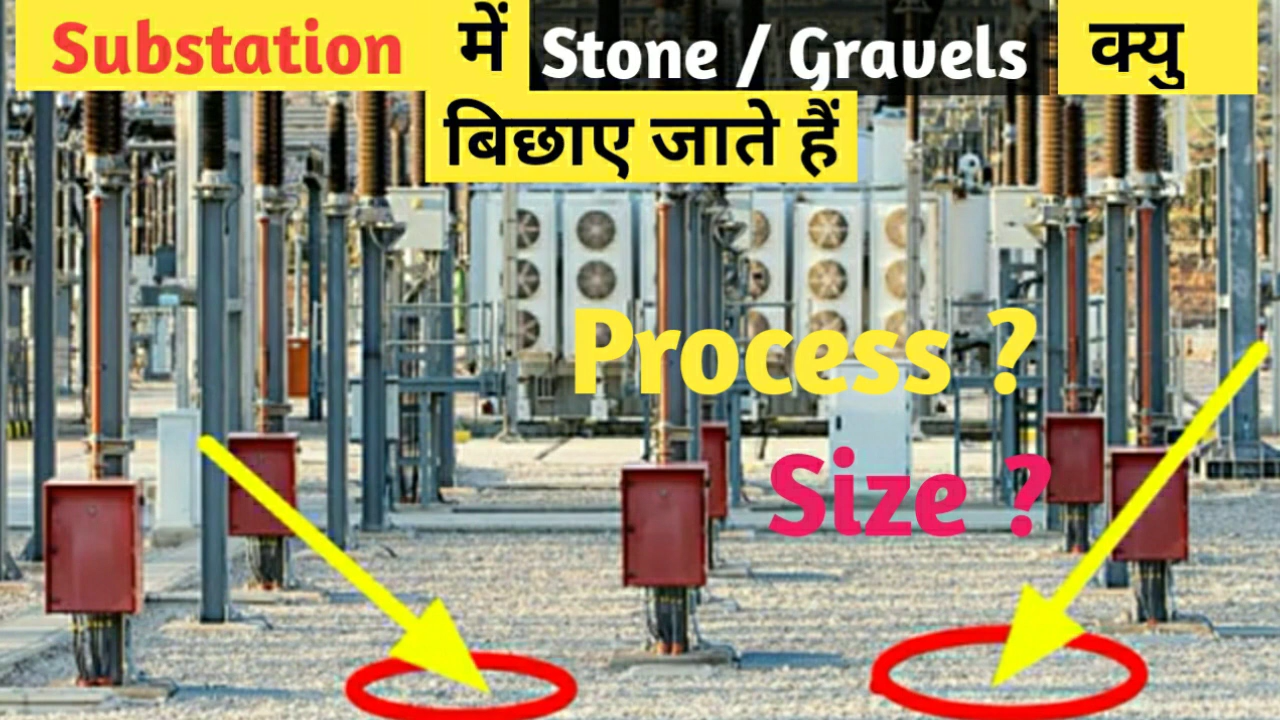 Substation में Stone / Gravels क्यु
बिछाए जाते हैं
Process ?
Size ?